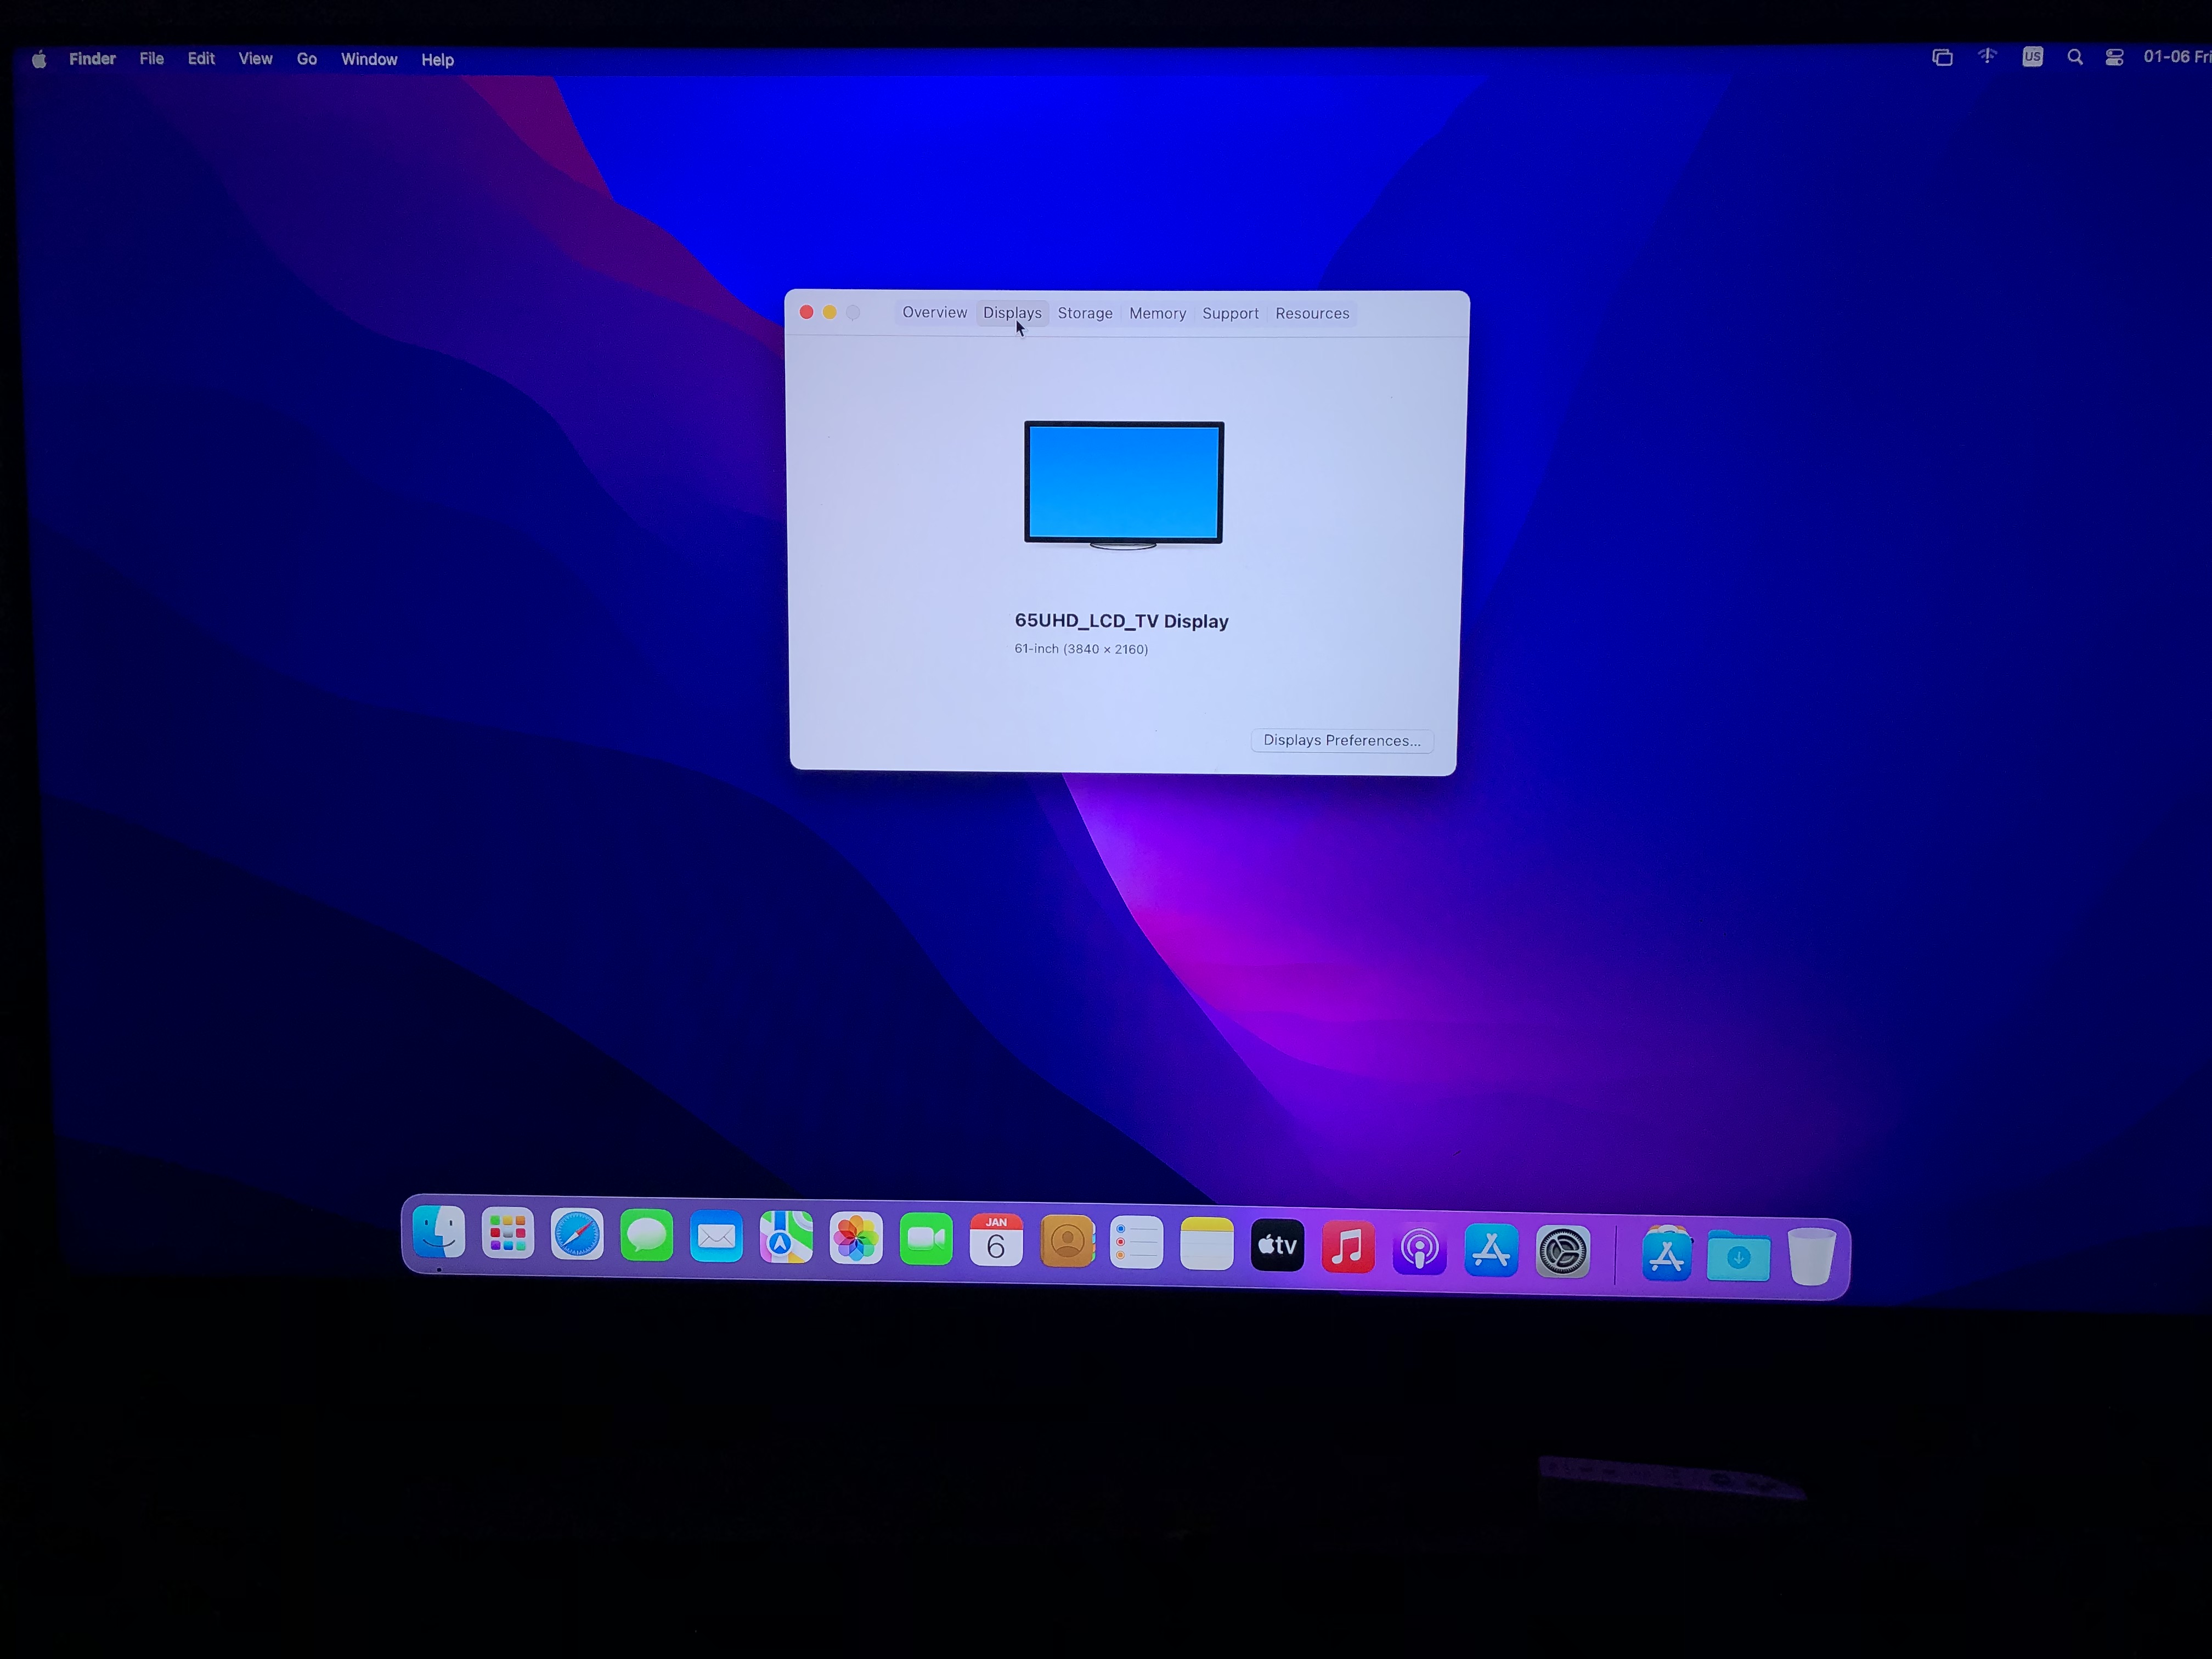 Finder File Edit View Go Window Help
US 01-06 Fri
Overview Displays Storage Memory Support Resources
65UHD_LCD_TV Display
61-inch (3840 × 2160)
Displays Preferences...
JAN
6
tv